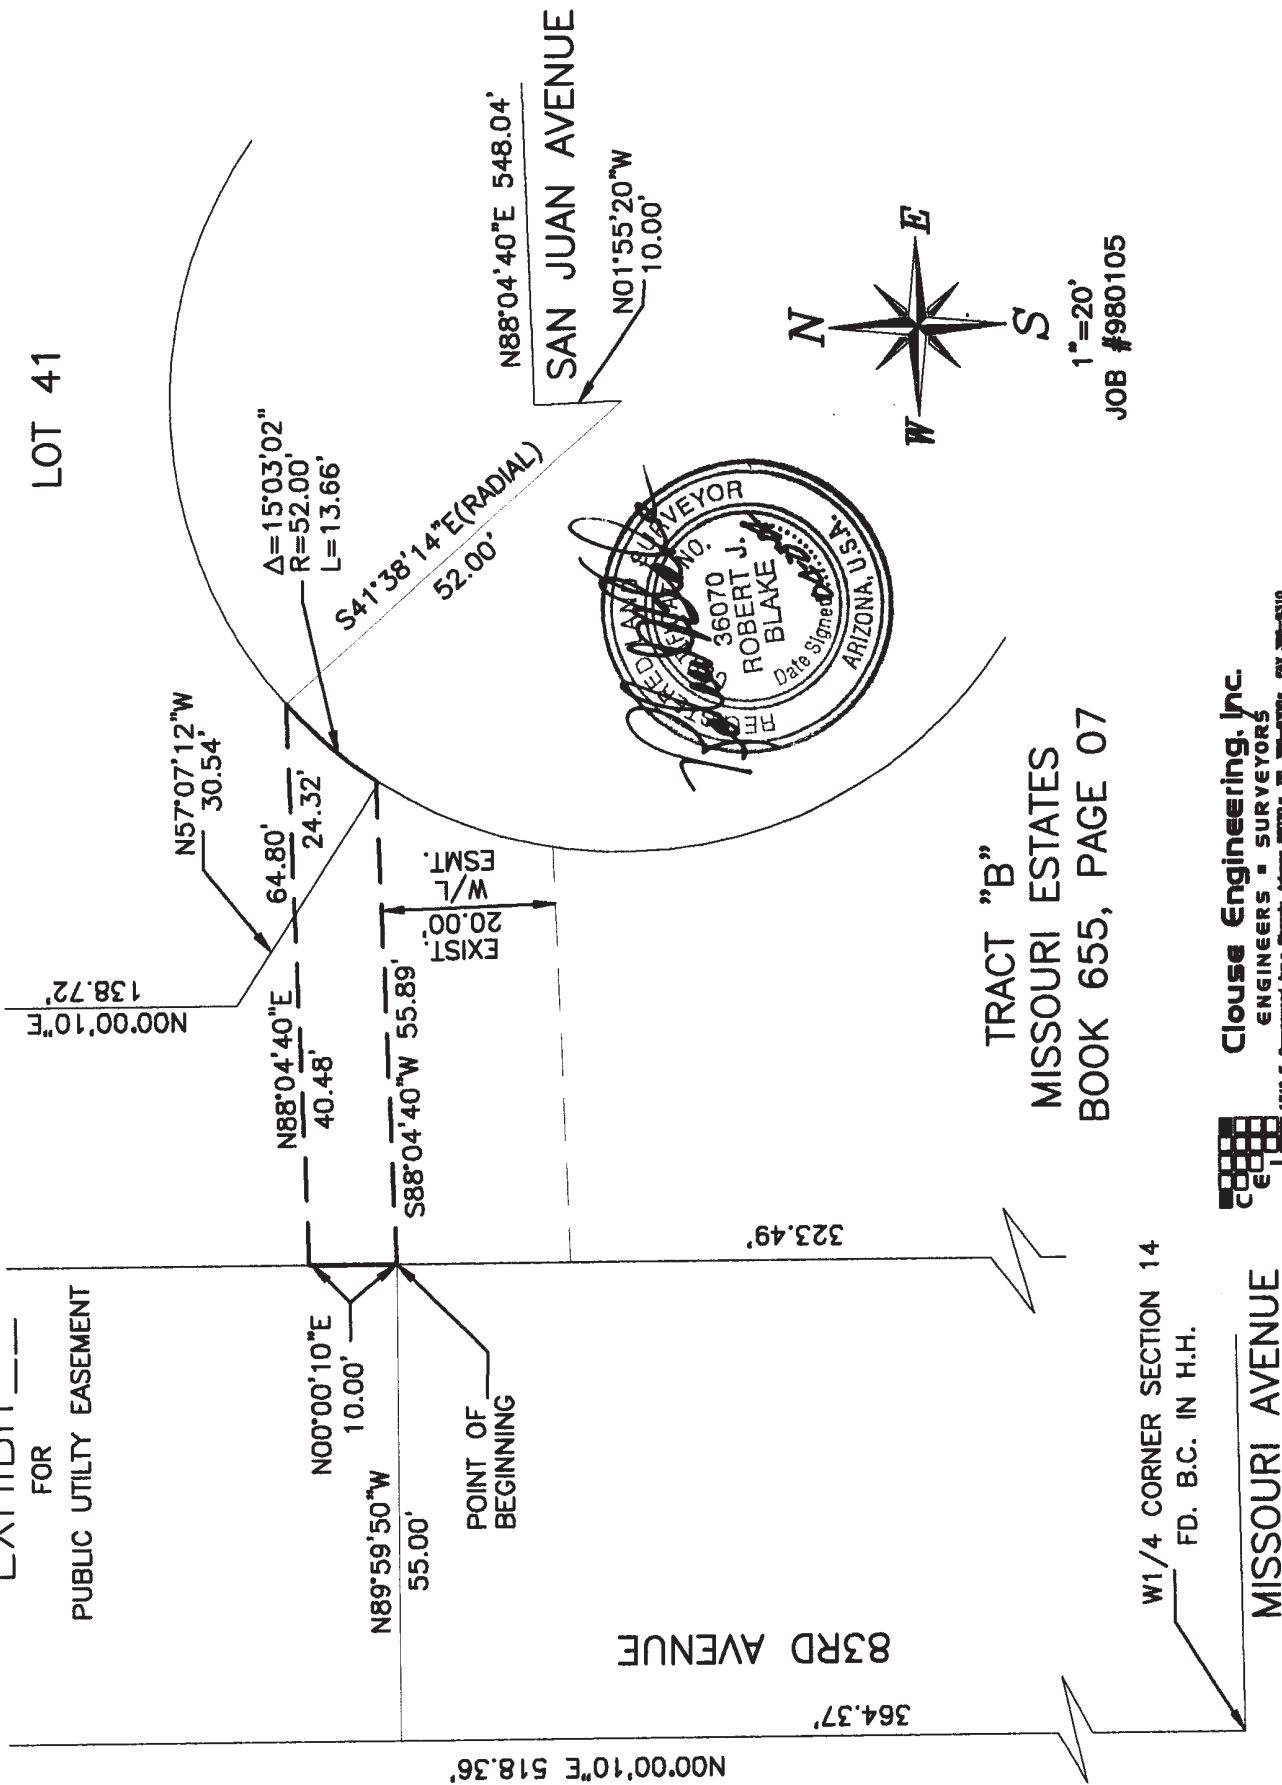 EXHIBIT
FOR
PUBLIC UTILTY EASEMENT
LOT 41
N00°00'10"E
138.72'
N57°07'12"W
30.54'
Δ=15°03'02"
R=52.00'
L=13.66'
N88°04'40"E
64.80'
40.48'
24.32'
S41°38'14"E(RADIAL)
52.00'
N88°04'40"E 548.04'
SAN JUAN AVENUE
N01°55'20"W
10.00'
N00°00'10"E
10.00'
S88°04'40"W 55.89'
EXIST.
20.00'
W/L
ESMT.
N89°59'50"W
55.00'
POINT OF
BEGINNING
323.49'
83RD AVENUE
364.37'
N00°00'10"E 518.36'
REGISTERED LAND SURVEYOR
CERTIFICATE NO.
36070
ROBERT J.
BLAKE
Date Signed
ARIZONA, U.S.A.
N
W
E
S
1"=20'
JOB #980105
TRACT "B"
MISSOURI ESTATES
BOOK 655, PAGE 07
W1/4 CORNER SECTION 14
FD. B.C. IN H.H.
MISSOURI AVENUE
C E I
Clouse Engineering, Inc.
ENGINEERS ▪ SURVEYORS